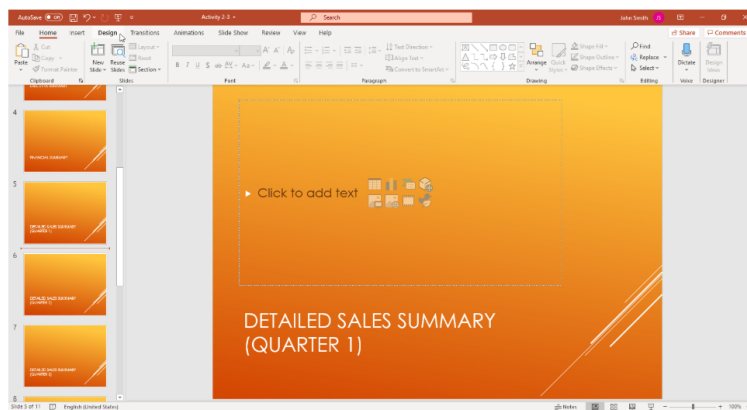 AutoSave Off Activity 2-3 Search John Smith JS
File Home Insert Design Transitions Animations Slide Show Review View Help Share Comments
Paste Cut Copy Format Painter
New Slide Reuse Slides Layout Reset Section
B I U S
Text Direction Align Text Convert to SmartArt
Arrange Quick Styles Shape Fill Shape Outline Shape Effects
Find Replace Select
Dictate Design Ideas
Clipboard Slides Font Paragraph Drawing Editing Voice Designer
4
FINANCIAL SUMMARY
5
DETAILED SALES SUMMARY
(QUARTER 1)
6
DETAILED SALES SUMMARY
7
DETAILED SALES SUMMARY
8
Click to add text
DETAILED SALES SUMMARY
(QUARTER 1)
Slide 5 of 11 English (United States) Notes 100%